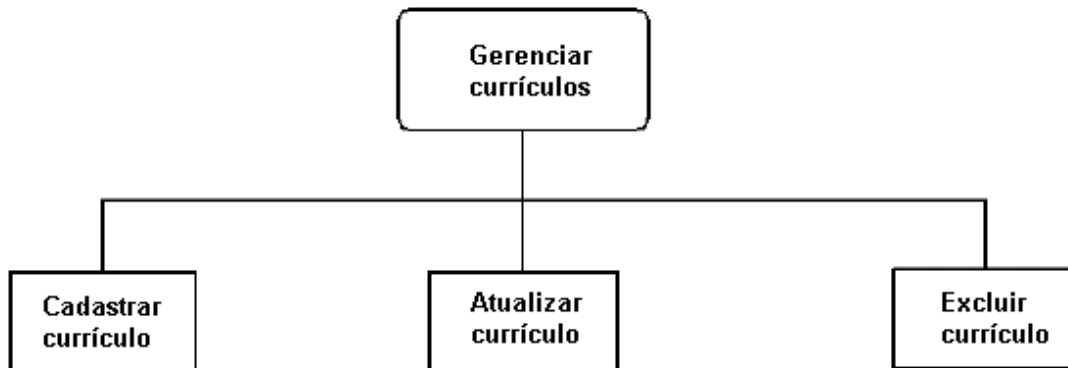 Gerenciar
currículos
Cadastrar
currículo
Atualizar
currículo
Excluir
currículo